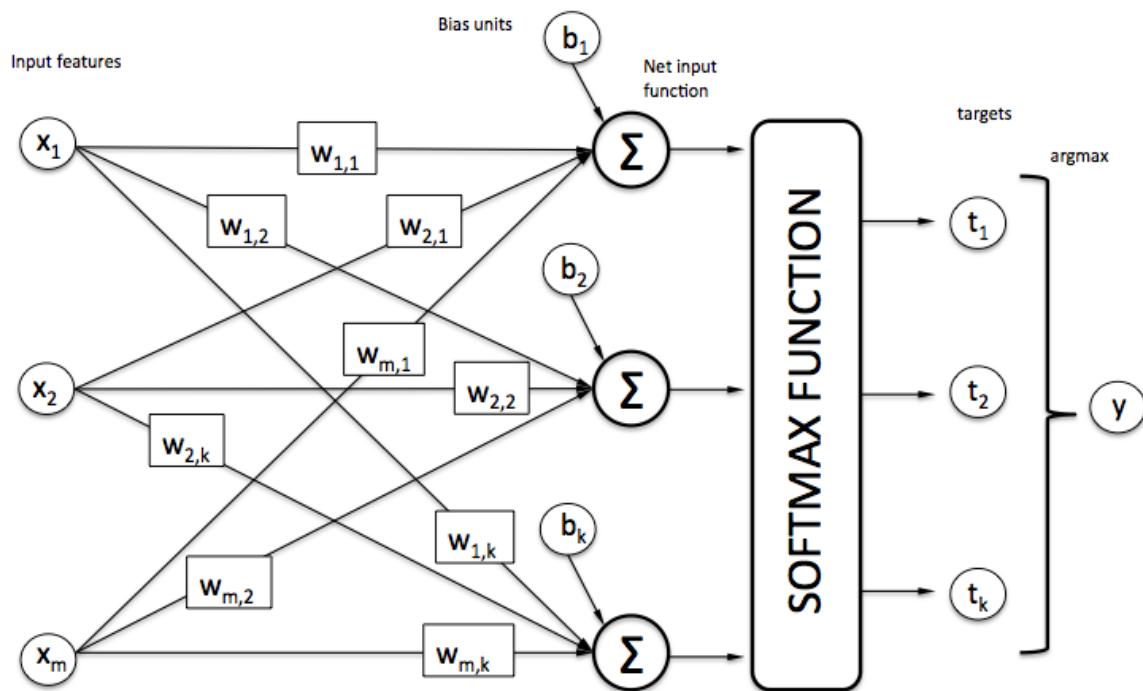 Bias units
b1
Input features
Net input
function
targets
x1
w1,1
Σ
argmax
w1,2
w2,1
t1
b2
SOFTMAX FUNCTION
wm,1
x2
w2,2
Σ
t2
y
w2,k
bk
w1,k
wm,2
tk
xm
wm,k
Σ